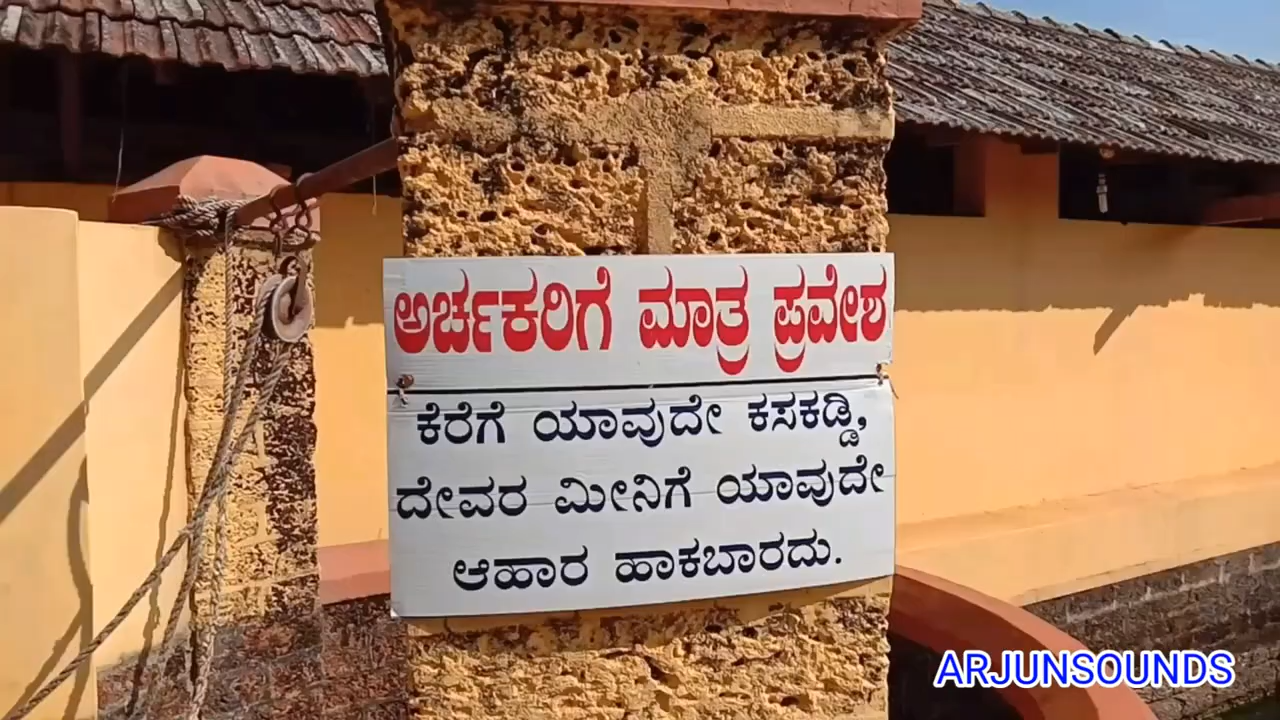 ಅರ್ಚಕರಿಗೆ ಮಾತ್ರ ಪ್ರವೇಶ
ಕೆರೆಗೆ ಯಾವುದೇ ಕಸಕಡ್ಡಿ,
ದೇವರ ಮೀನಿಗೆ ಯಾವುದೇ
ಆಹಾರ ಹಾಕಬಾರದು.
ARJUNSOUNDS